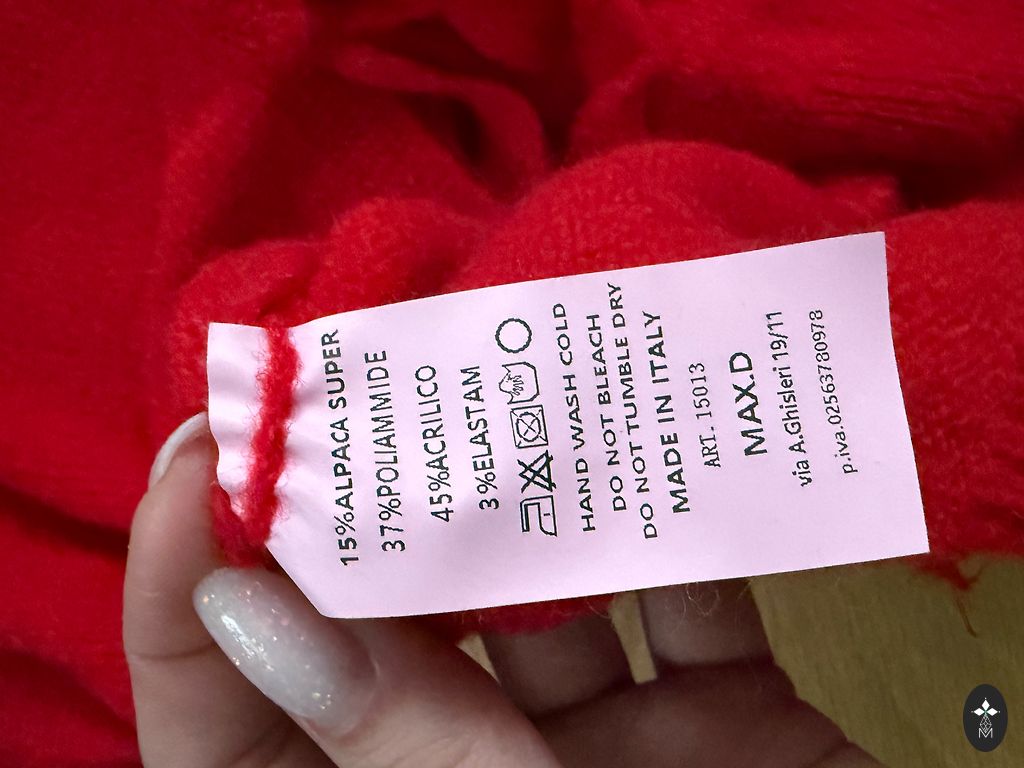 15%ALPACA SUPER
37%POLIAMMIDE
45%ACRILICO
3%ELASTAM
HAND WASH COLD
DO NOT BLEACH
DO NOT TUMBLE DRY
MADE IN ITALY
ART. 15013
MAX.D
via A.Ghisleri 19/11
p.iva.02563780978
M